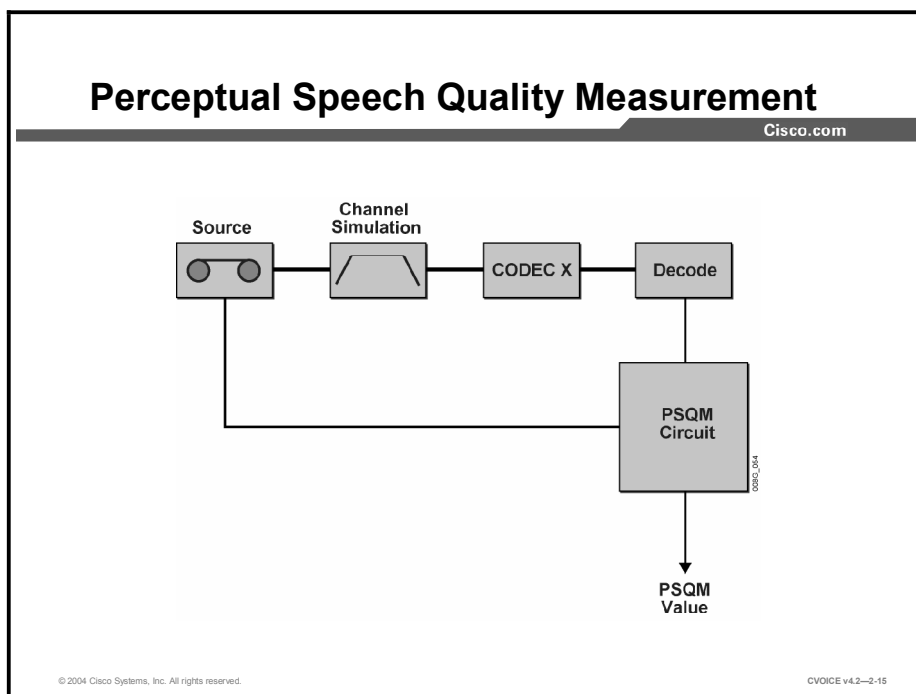 Perceptual Speech Quality Measurement
Cisco.com
Source
Channel
Simulation
CODEC X
Decode
PSQM
Circuit
008G_054
PSQM
Value
© 2004 Cisco Systems, Inc. All rights reserved.
CVOICE v4.2—2-15